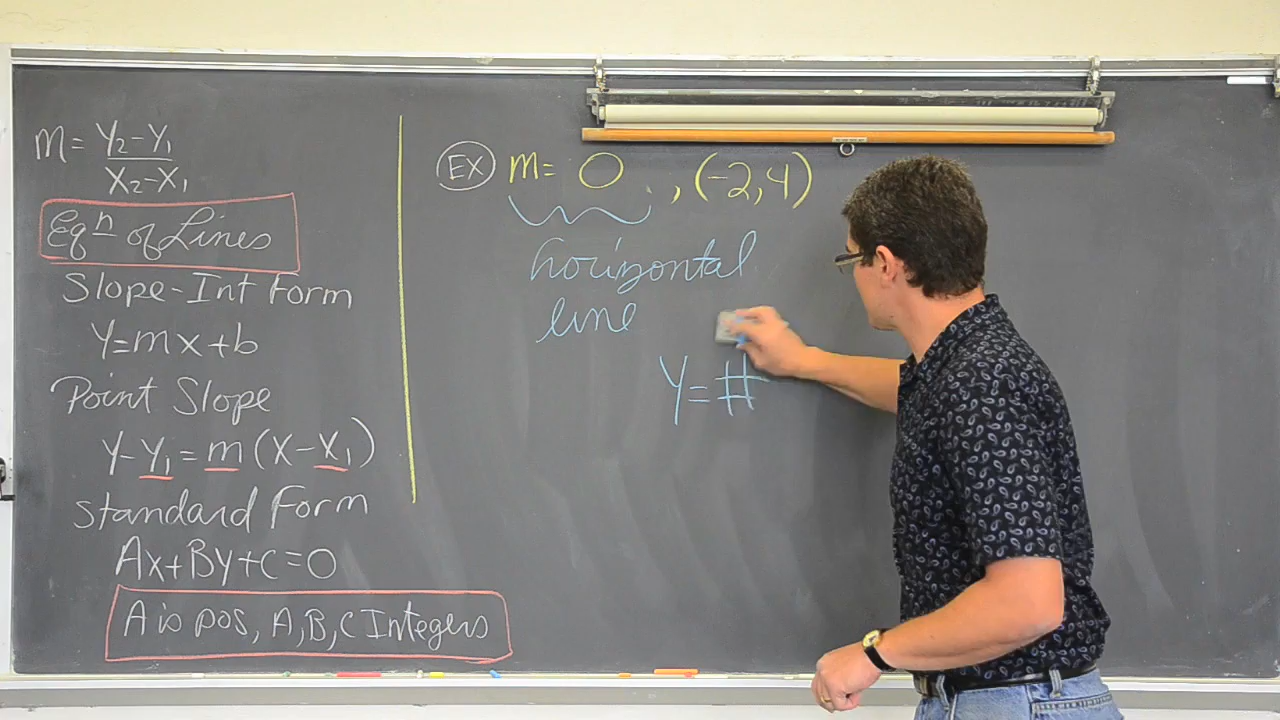 m = Y₂-Y₁ / X₂-X₁
Eqn of Lines
Slope-Int Form
Y=mx+b
Point Slope
Y-Y₁=m(X-X₁)
Standard Form
Ax+By+C=0
A is pos, A,B,C Integers
EX m= 0 , (-2,4)
horizontal
line
Y=#